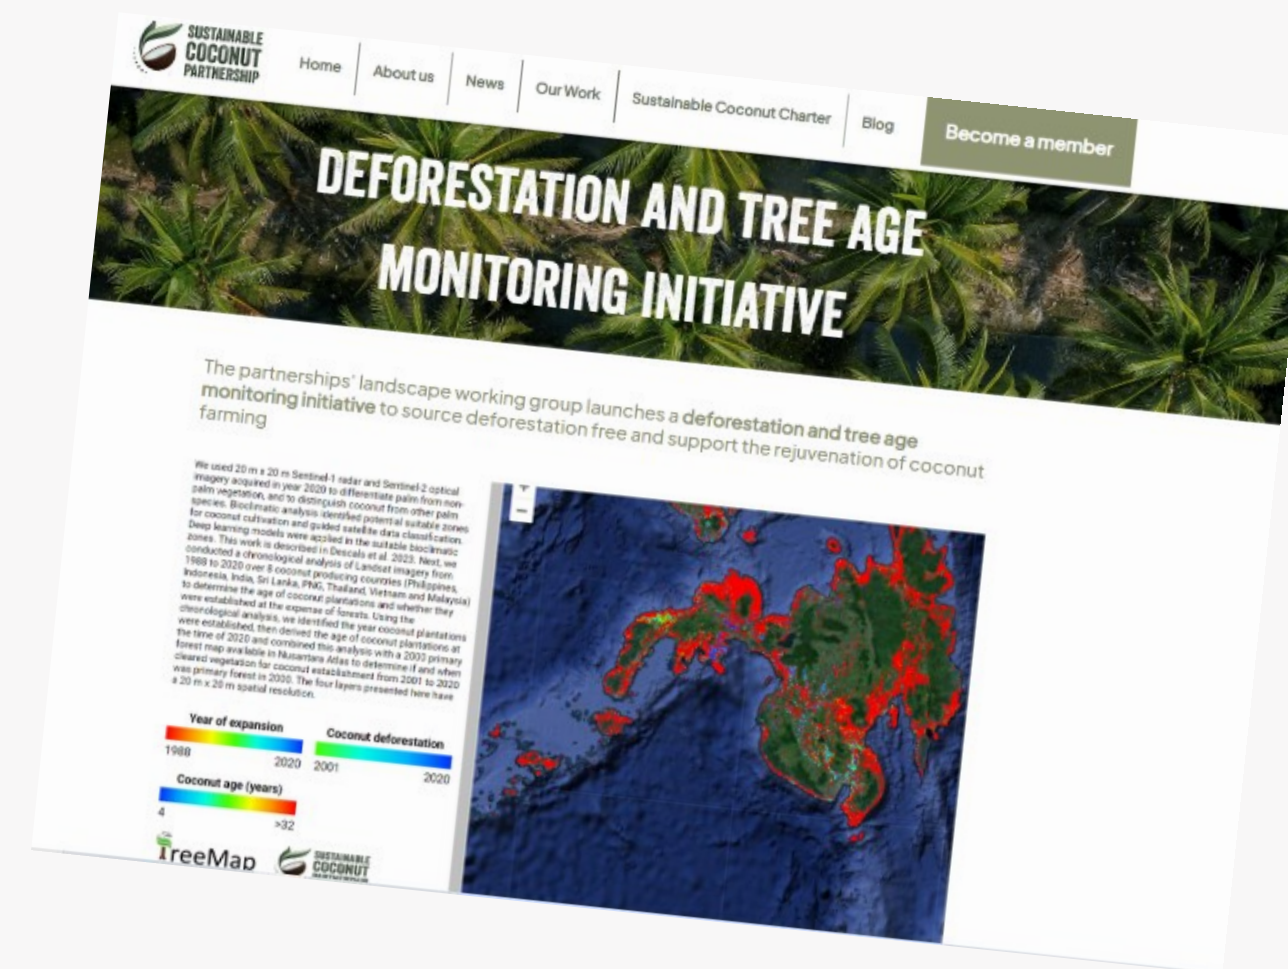 SUSTAINABLE
COCONUT
PARTNERSHIP
Home
About us
News
Our Work
Sustainable Coconut Charter
Blog
Become a member
DEFORESTATION AND TREE AGE
MONITORING INITIATIVE
The partnerships' landscape working group launches a deforestation and tree age
monitoring initiative to source deforestation free and support the rejuvenation of coconut
farming
We used 20 m x 20 m Sentinel-1 radar and Sentinel-2 optical
imagery acquired in year 2020 to differentiate palm from non-
palm vegetation, and to distinguish coconut from other palm
species. Bioclimatic analysis identified potential suitable zones
for coconut cultivation and guided satellite data classification.
Deep learning models were applied in the suitable bioclimatic
zones. This work is described in Descals et al. 2023. Next, we
conducted a chronological analysis of Landsat imagery from
1988 to 2020 over 8 coconut producing countries (Philippines,
Indonesia, India, Sri Lanka, PNG, Thailand, Vietnam and Malaysia)
to determine the age of coconut plantations and whether they
were established at the expense of forests. Using the
chronological analysis, we identified the year coconut plantations
were established, then derived the age of coconut plantations at
the time of 2020 and combined this analysis with a 2000 primary
forest map available in Nusantara Atlas to determine if and when
cleared vegetation for coconut establishment from 2001 to 2020
was primary forest in 2000. The four layers presented here have
a 20 m x 20 m spatial resolution.
+
−
Year of expansion
1988 2020
Coconut deforestation
2001 2020
Coconut age (years)
4 >32
TreeMap
SUSTAINABLE
COCONUT
PARTNERSHIP